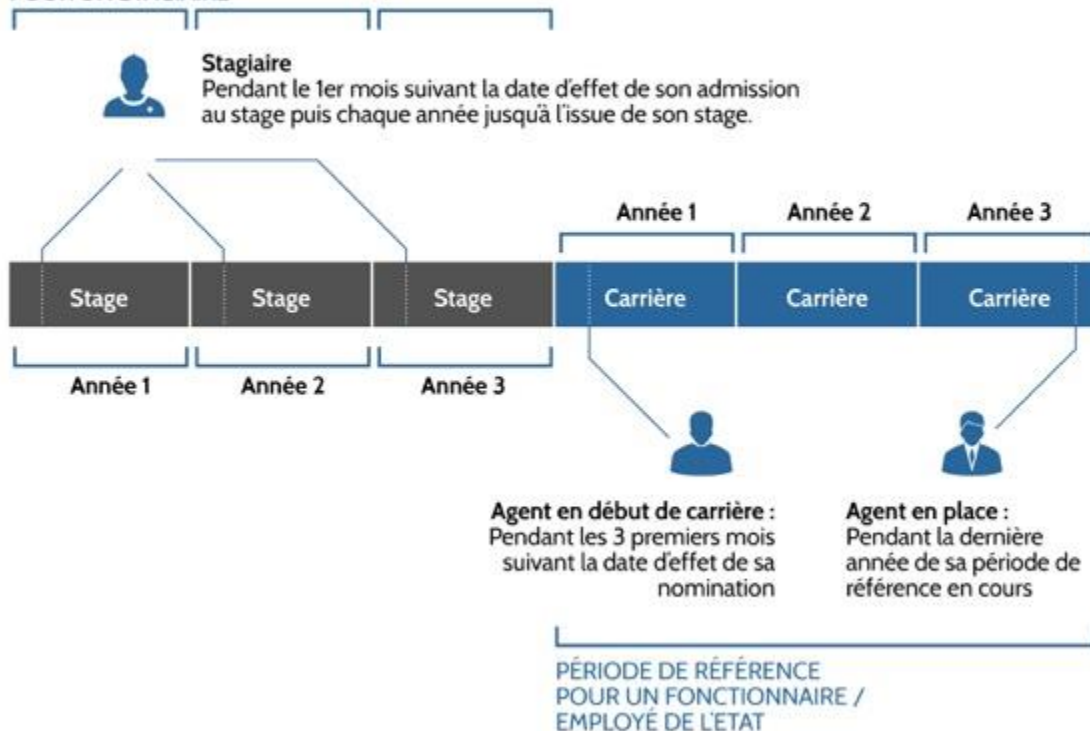 Stagiaire
Pendant le 1er mois suivant la date d'effet de son admission
au stage puis chaque année jusqu'à l'issue de son stage.
Année 1
Année 2
Année 3
Stage
Stage
Stage
Carrière
Carrière
Carrière
Année 1
Année 2
Année 3
Agent en début de carrière :
Pendant les 3 premiers mois
suivant la date d'effet de sa
nomination
Agent en place :
Pendant la dernière
année de sa période de
référence en cours
PÉRIODE DE RÉFÉRENCE
POUR UN FONCTIONNAIRE /
EMPLOYÉ DE L'ETAT